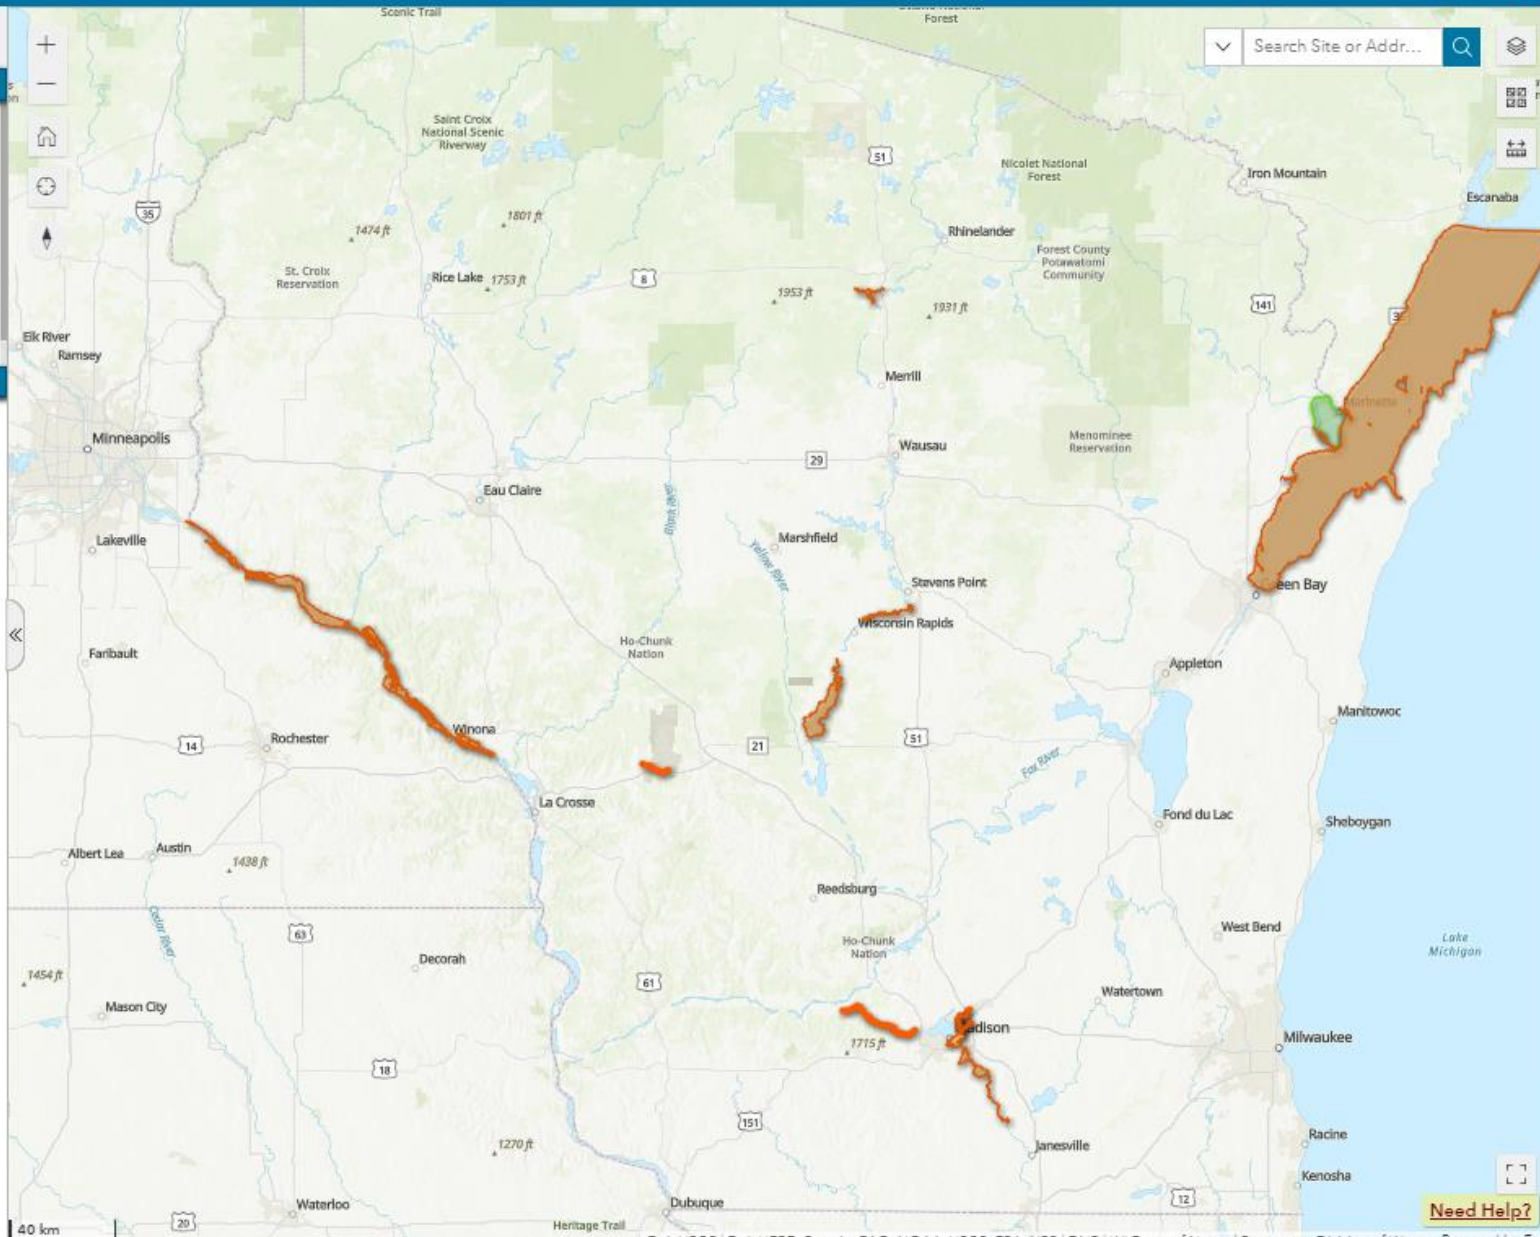 Scenic Trail
Forest
Search Site or Addr...
Saint Croix
National Scenic
Riverway
51
Nicolet National
Forest
Iron Mountain
Escanaba
35
1474 ft
1801 ft
Rhinelander
Forest County
Potawatomi
Community
St. Croix
Reservation
Rice Lake
1753 ft
8
1953 ft
1931 ft
141
Elk River
Ramsey
Merrill
Marinette
Minneapolis
Menominee
Reservation
Wausau
29
Eau Claire
Black River
Lakeville
Marshfield
Yellow River
Stevens Point
een Bay
Wisconsin Rapids
Ho-Chunk
Nation
Faribault
Appleton
Manitowoc
Winona
Rochester
14
21
51
Fox River
La Crosse
Fond du Lac
Sheboygan
Albert Lea
Austin
1438 ft
Reedsburg
Cedar River
63
West Bend
Ho-Chunk
Nation
Lake
Michigan
Decorah
1454 ft
61
Watertown
Mason City
adison
Milwaukee
1715 ft
18
151
Racine
Janesville
1270 ft
Kenosha
Waterloo
Dubuque
12
Need Help?
40 km
20
Heritage Trail